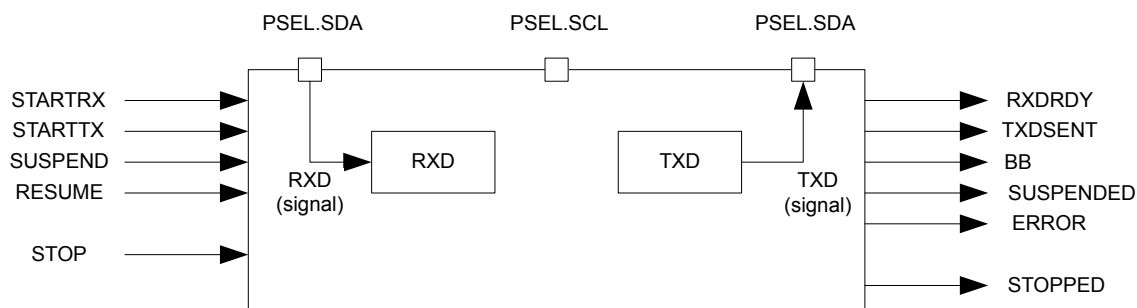 PSEL.SDA PSEL.SCL PSEL.SDA
STARTRX
STARTTX
SUSPEND
RESUME
STOP
RXD
RXD
(signal)
TXD
TXD
(signal)
RXDRDY
TXDSENT
BB
SUSPENDED
ERROR
STOPPED